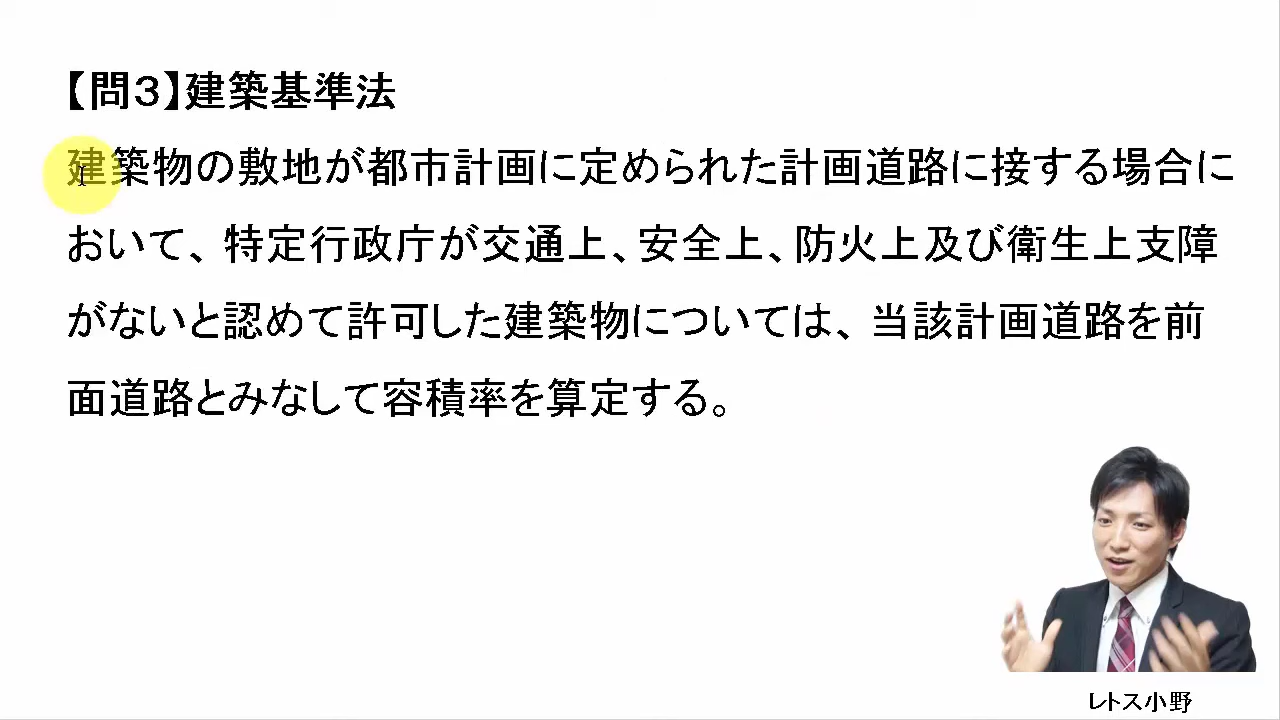 【問３】建築基準法
建築物の敷地が都市計画に定められた計画道路に接する場合に
おいて、特定行政庁が交通上、安全上、防火上及び衛生上支障
がないと認めて許可した建築物については、当該計画道路を前
面道路とみなして容積率を算定する。
レトス小野